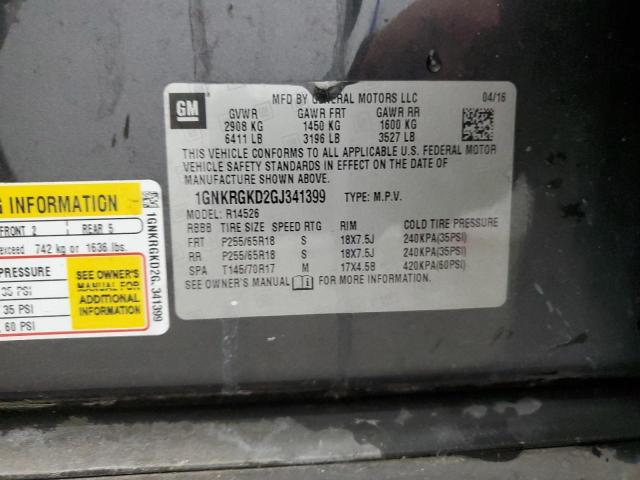 GM
MFD BY GENERAL MOTORS LLC 04/16
GVWR GAWR FRT GAWR RR
2908 KG 1450 KG 1600 KG
6411 LB 3196 LB 3527 LB
THIS VEHICLE CONFORMS TO ALL APPLICABLE U.S. FEDERAL MOTOR
VEHICLE SAFETY STANDARDS IN EFFECT ON THE DATE OF
MANUFACTURE SHOWN ABOVE.
1GNKRGKD2GJ341399 TYPE: M.P.V.
MODEL: R14526
RBBB TIRE SIZE SPEED RTG RIM COLD TIRE PRESSURE
FRT P255/65R18 S 18X7.5J 240KPA(35PSI)
RR P255/65R18 S 18X7.5J 240KPA(35PSI)
SPA T145/70R17 M 17X4.5B 420KPA(60PSI)
SEE OWNER'S MANUAL FOR MORE INFORMATION
G INFORMATION
FRONT 2 REAR 5
exceed 742 kg or 1636 lbs.
PRESSURE
35 PSI
35 PSI
, 60 PSI
SEE OWNER'S
MANUAL FOR
ADDITIONAL
INFORMATION
1GNKRGKD2G 341399